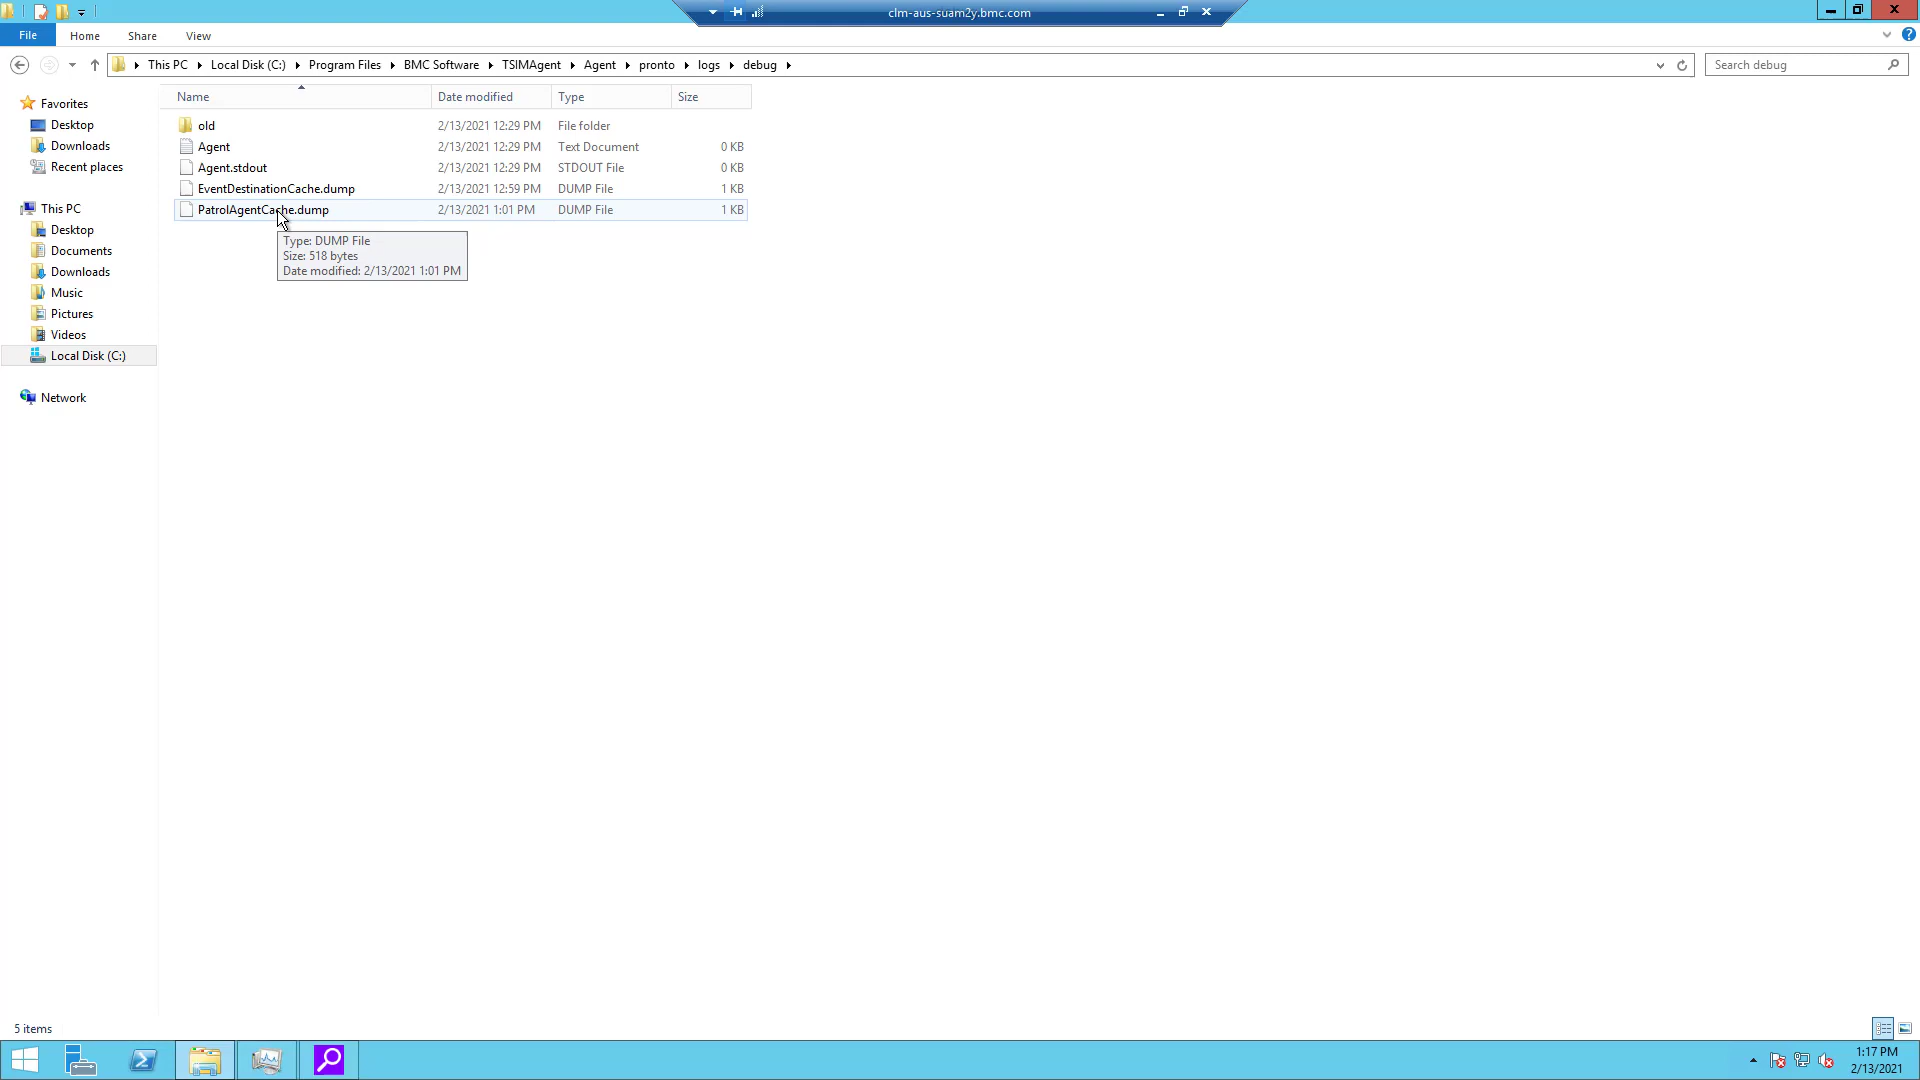 clm-aus-suam2y.bmc.com
File Home Share View
This PC Local Disk (C:) Program Files BMC Software TSIMAgent Agent pronto logs debug
Search debug
Name Date modified Type Size
Favorites
Desktop
Downloads
Recent places
This PC
Desktop
Documents
Downloads
Music
Pictures
Videos
Local Disk (C:)
Network
old 2/13/2021 12:29 PM File folder
Agent 2/13/2021 12:29 PM Text Document 0 KB
Agent.stdout 2/13/2021 12:29 PM STDOUT File 0 KB
EventDestinationCache.dump 2/13/2021 12:59 PM DUMP File 1 KB
PatrolAgentCache.dump 2/13/2021 1:01 PM DUMP File 1 KB
Type: DUMP File
Size: 518 bytes
Date modified: 2/13/2021 1:01 PM
5 items
1:17 PM
2/13/2021